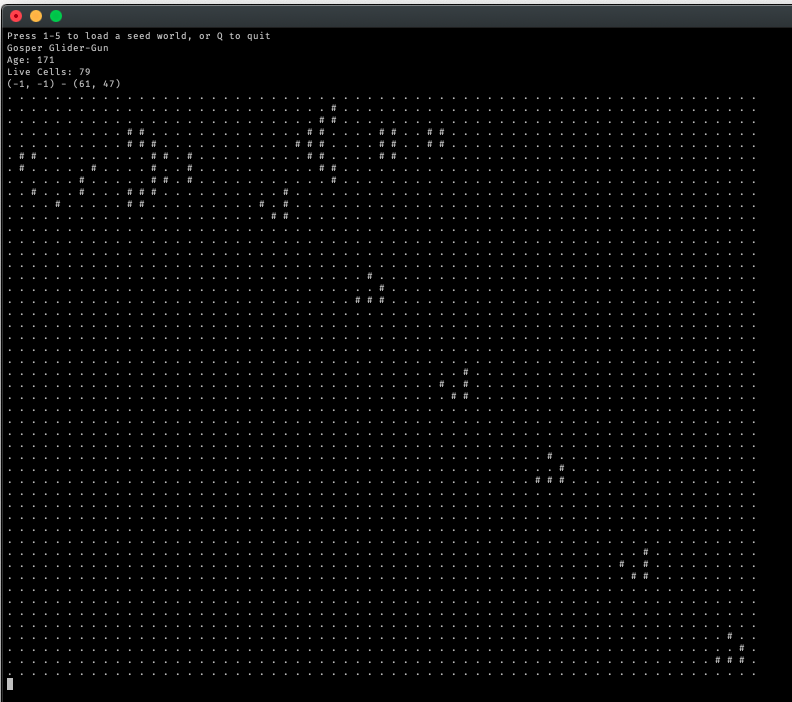 Press 1-5 to load a seed world, or Q to quit
Gosper Glider-Gun
Age: 171
Live Cells: 79
(-1, -1) - (61, 47)